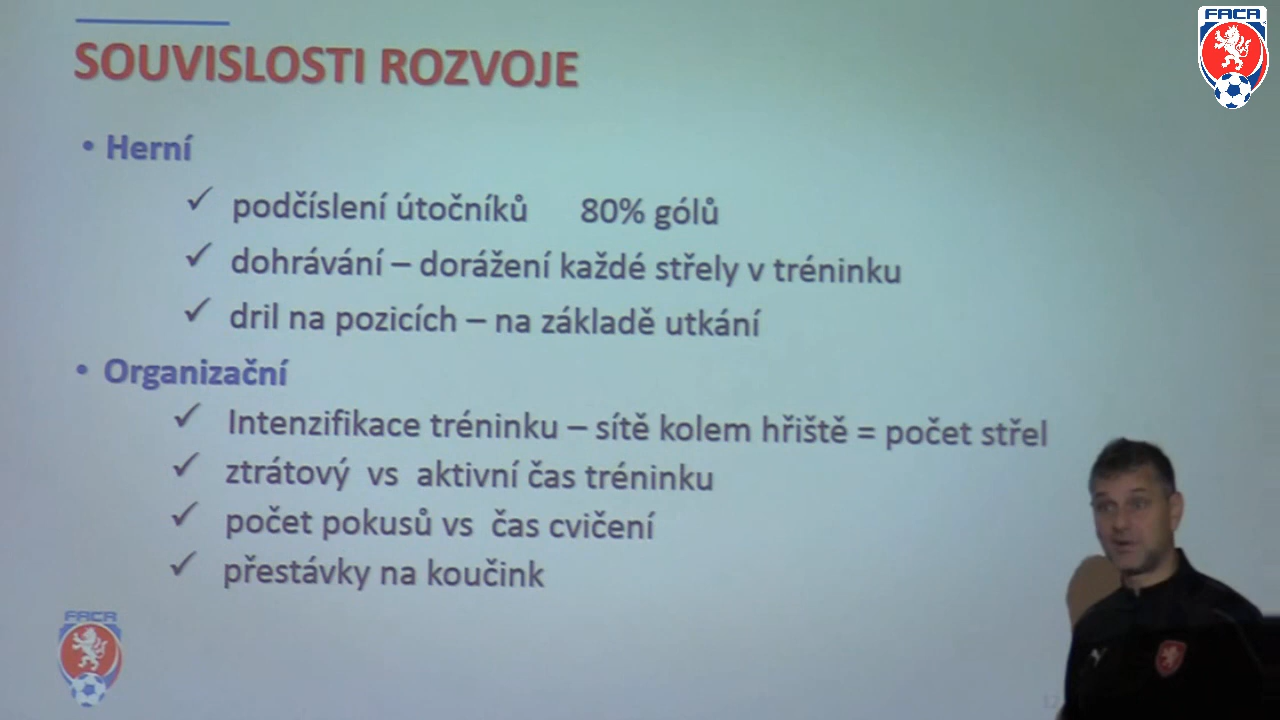 FACR
SOUVISLOSTI ROZVOJE
• Herní
✓ podčíslení útočníků 80% gólů
✓ dohrávání – dorážení každé střely v tréninku
✓ dril na pozicích – na základě utkání
• Organizační
✓ Intenzifikace tréninku – sítě kolem hřiště = počet střel
✓ ztrátový vs aktivní čas tréninku
✓ počet pokusů vs čas cvičení
✓ přestávky na koučink
FACR